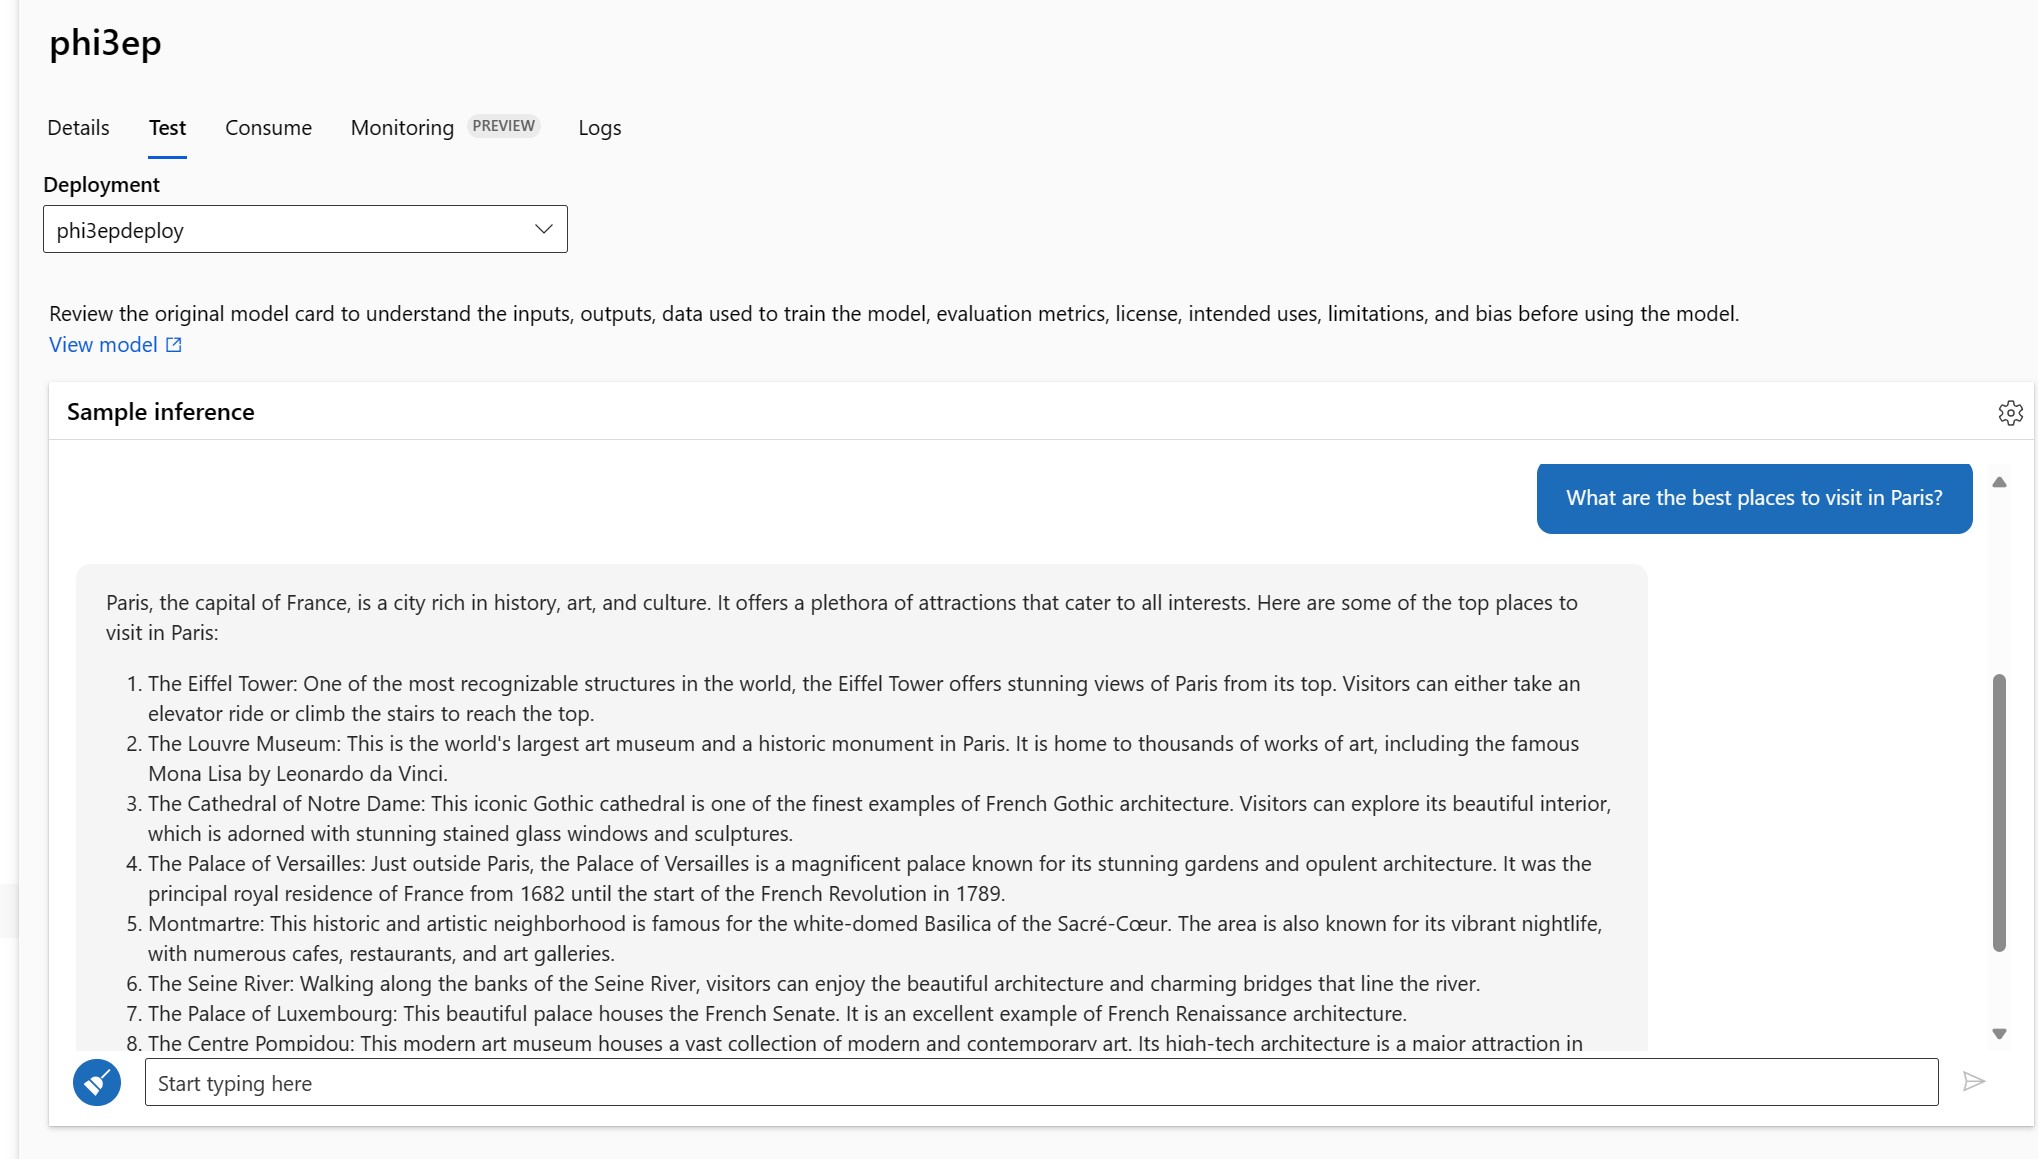 phi3ep
Details Test Consume Monitoring PREVIEW Logs
Deployment
phi3epdeploy
Review the original model card to understand the inputs, outputs, data used to train the model, evaluation metrics, license, intended uses, limitations, and bias before using the model.
View model
Sample inference
What are the best places to visit in Paris?
Paris, the capital of France, is a city rich in history, art, and culture. It offers a plethora of attractions that cater to all interests. Here are some of the top places to
visit in Paris:
1. The Eiffel Tower: One of the most recognizable structures in the world, the Eiffel Tower offers stunning views of Paris from its top. Visitors can either take an
elevator ride or climb the stairs to reach the top.
2. The Louvre Museum: This is the world's largest art museum and a historic monument in Paris. It is home to thousands of works of art, including the famous
Mona Lisa by Leonardo da Vinci.
3. The Cathedral of Notre Dame: This iconic Gothic cathedral is one of the finest examples of French Gothic architecture. Visitors can explore its beautiful interior,
which is adorned with stunning stained glass windows and sculptures.
4. The Palace of Versailles: Just outside Paris, the Palace of Versailles is a magnificent palace known for its stunning gardens and opulent architecture. It was the
principal royal residence of France from 1682 until the start of the French Revolution in 1789.
5. Montmartre: This historic and artistic neighborhood is famous for the white-domed Basilica of the Sacré-Cœur. The area is also known for its vibrant nightlife,
with numerous cafes, restaurants, and art galleries.
6. The Seine River: Walking along the banks of the Seine River, visitors can enjoy the beautiful architecture and charming bridges that line the river.
7. The Palace of Luxembourg: This beautiful palace houses the French Senate. It is an excellent example of French Renaissance architecture.
8. The Centre Pompidou: This modern art museum houses a vast collection of modern and contemporary art. Its high-tech architecture is a major attraction in
Start typing here